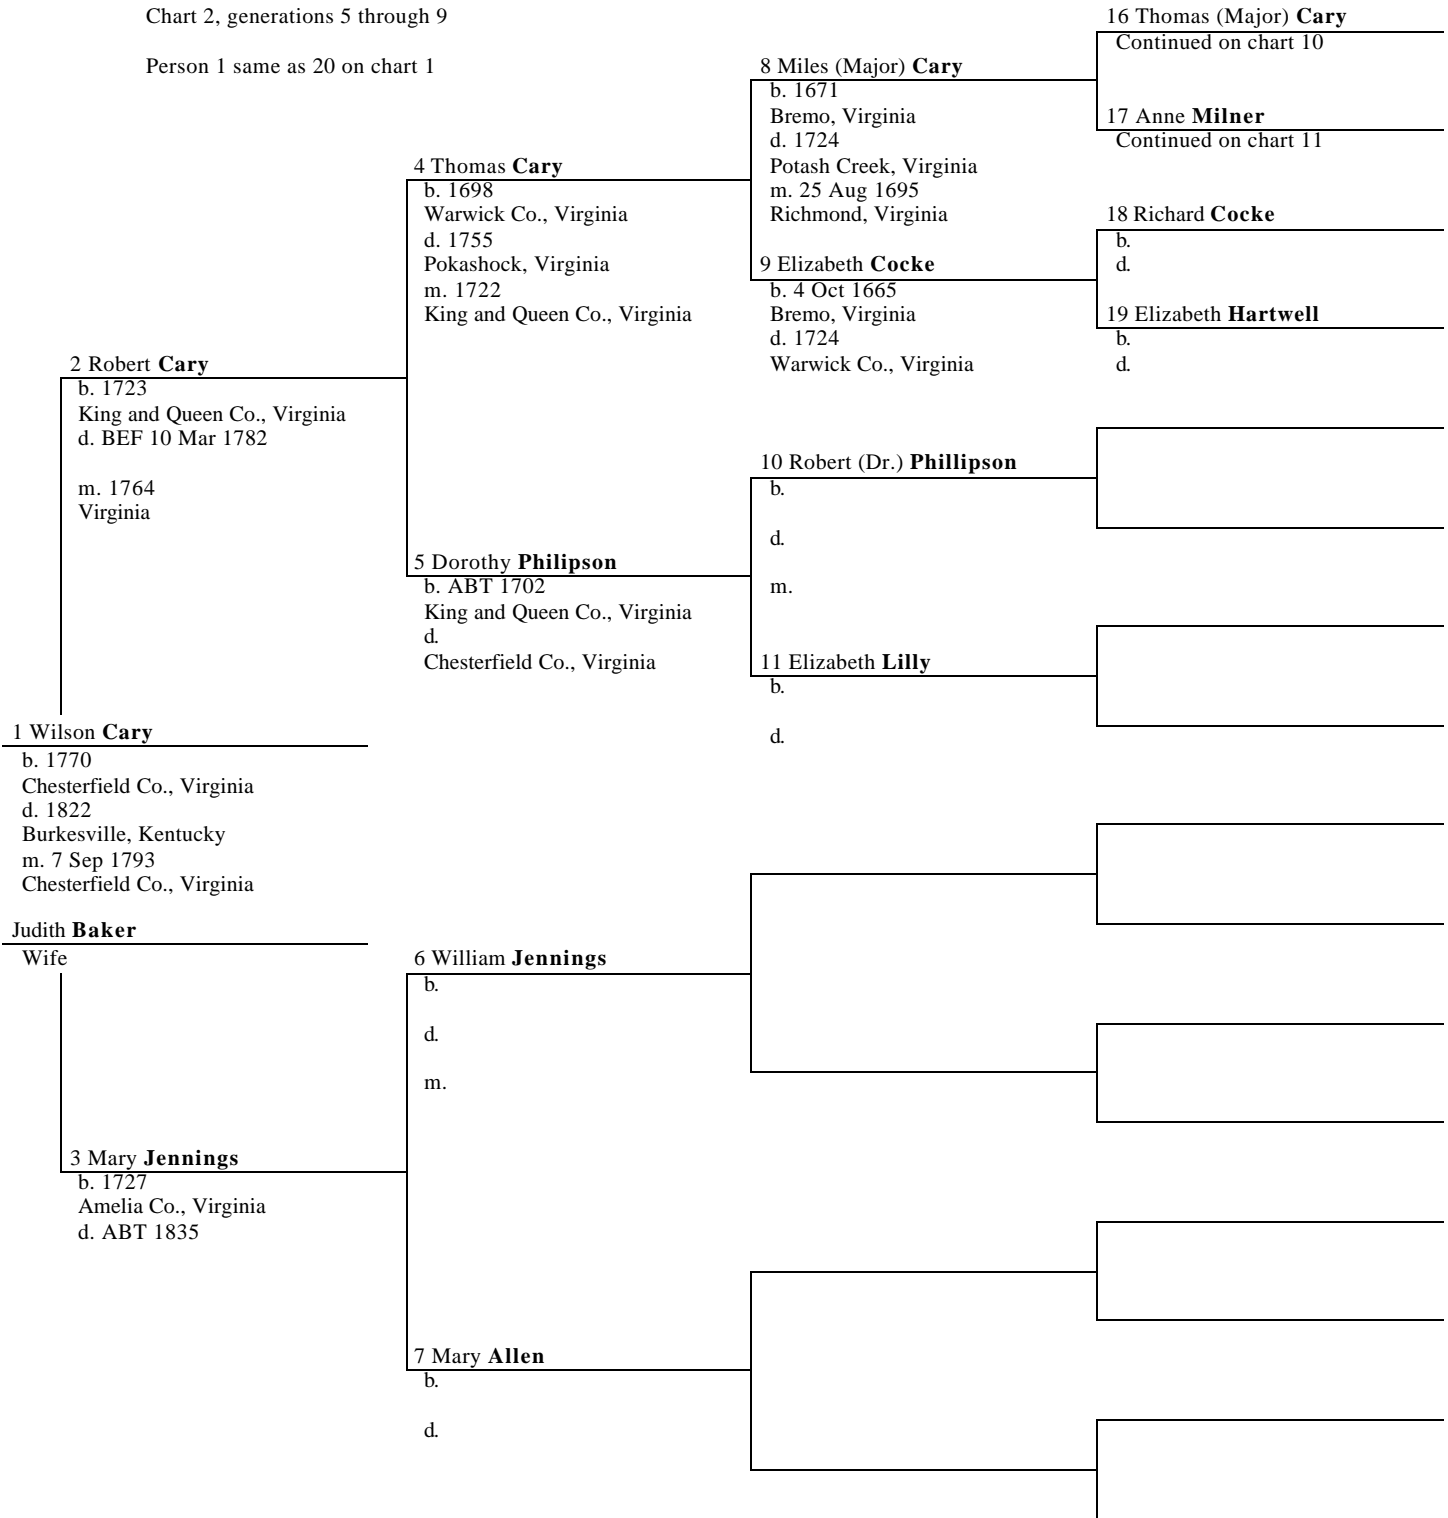 Chart 2, generations 5 through 9
Person 1 same as 20 on chart 1
16 Thomas (Major) Cary
Continued on chart 10
8 Miles (Major) Cary
b. 1671
Bremo, Virginia
d. 1724
Potash Creek, Virginia
m. 25 Aug 1695
Richmond, Virginia
17 Anne Milner
Continued on chart 11
4 Thomas Cary
b. 1698
Warwick Co., Virginia
d. 1755
Pokashock, Virginia
m. 1722
King and Queen Co., Virginia
18 Richard Cocke
b.
d.
9 Elizabeth Cocke
b. 4 Oct 1665
Bremo, Virginia
d. 1724
Warwick Co., Virginia
19 Elizabeth Hartwell
b.
d.
2 Robert Cary
b. 1723
King and Queen Co., Virginia
d. BEF 10 Mar 1782
m. 1764
Virginia
10 Robert (Dr.) Phillipson
b.
d.
m.
5 Dorothy Philipson
b. ABT 1702
King and Queen Co., Virginia
d.
Chesterfield Co., Virginia
11 Elizabeth Lilly
b.
d.
1 Wilson Cary
b. 1770
Chesterfield Co., Virginia
d. 1822
Burkesville, Kentucky
m. 7 Sep 1793
Chesterfield Co., Virginia
Judith Baker
Wife
6 William Jennings
b.
d.
m.
3 Mary Jennings
b. 1727
Amelia Co., Virginia
d. ABT 1835
7 Mary Allen
b.
d.